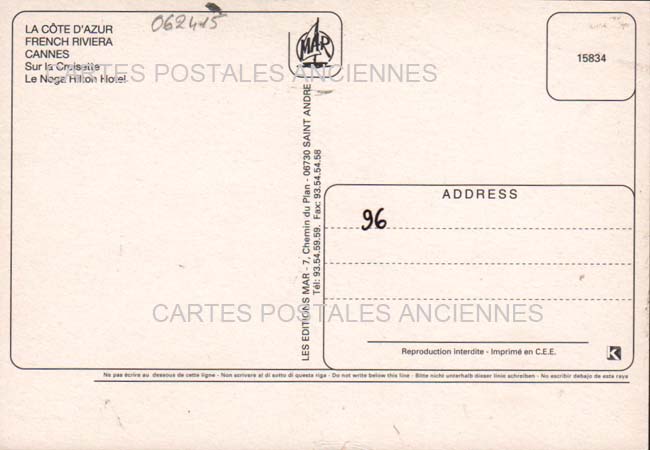 062415
LA CÔTE D'AZUR
FRENCH RIVIERA
CANNES
Sur la Croisette
Le Noga Hilton Hotel
MAR
15834
CARTES POSTALES ANCIENNES
LES EDITIONS MAR - 7, Chemin du Plan - 06730 SAINT ANDRE
Tél: 93.54.59.59. Fax: 93.54.54.58
ADDRESS
96
CARTES POSTALES ANCIENNES
Reproduction interdite - Imprimé en C.E.E.
K
Ne pas écrire au dessous de cette ligne - Non scrivere al di sotto di questa riga - Do not write below this line - Bitte nicht unterhalb dieser linie schreiben - No escribir debajo de esta raya